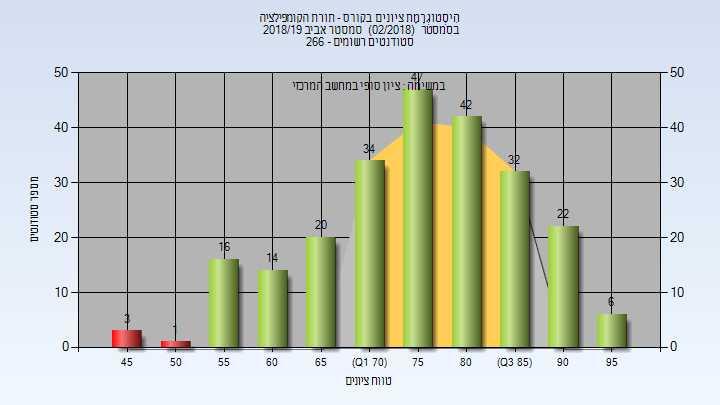 היסטוגרמת ציונים בקורס - תורת הקומפילציה
בסמסטר (02/2018) סמסטר אביב 2018/19
סטודנטים רשומים - 266
במשימה: ציון סופי במחשב המרכזי
50 50
40 40
30 30
20 20
10 10
0 0
3 1 16 14 20 34 47 42 32 22 6
45 50 55 60 65 (Q1 70) 75 80 (Q3 85) 90 95
מספר סטודנטים
טווח ציונים